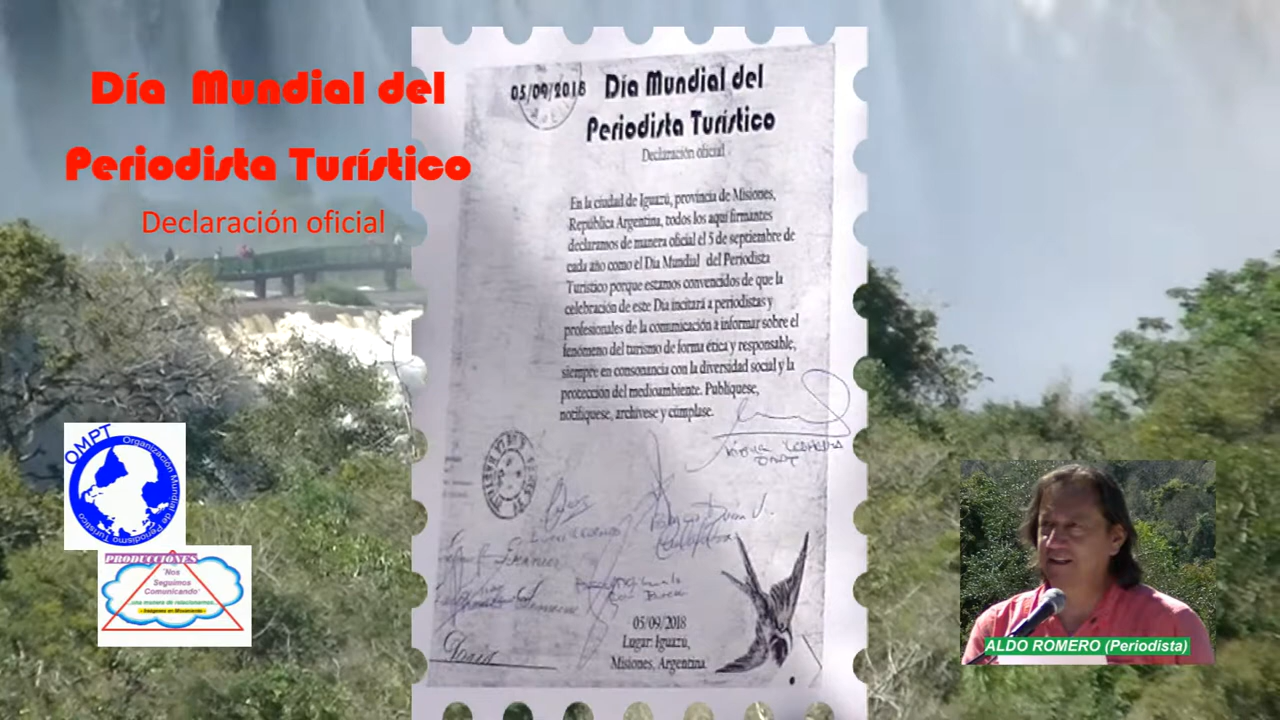 Día Mundial del
Periodista Turístico
Declaración oficial
05/09/2018
Día Mundial del
Periodista Turístico
Declaración oficial
En la ciudad de Iguazú, provincia de Misiones,
República Argentina, todos los aquí firmantes
declaramos de manera oficial el 5 de septiembre de
cada año como el Día Mundial del Periodista
Turístico porque estamos convencidos de que la
celebración de este Día incitará a periodistas y
profesionales de la comunicación a informar sobre el
fenómeno del turismo de forma ética y responsable,
siempre en consonancia con la diversidad social y la
protección del medioambiente. Publíquese,
notifíquese, archívese y cúmplase.
05/09/2018
Lugar: Iguazú,
Misiones, Argentina
OMPT
Organización Mundial de Periodismo Turístico
PRODUCCIONES
'Nos
Seguimos
Comunicando'
...una manera de relacionarnos...
- Imágenes en Movimiento -
ALDO ROMERO (Periodista)